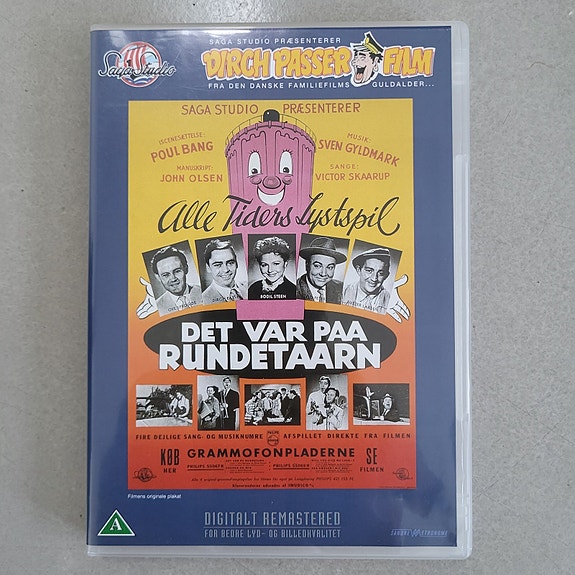 SAGA STUDIO PRÆSENTERER
Saga Studio
DIRCH PASSER FILM
FRA DEN DANSKE FAMILIEFILMS GULDALDER...
SAGA STUDIO PRÆSENTERER
ISCENESÆTTELSE:
POUL BANG
MUSIK
SVEN GYLDMARK
MANUSKRIPT:
JOHN OLSEN
SANGE:
VICTOR SKAARUP
Alle Tiders Lystspil
BODIL STEEN
DET VAR PAA
RUNDETAARN
FIRE DEJLIGE SANG- OG MUSIKNUMRE AFSPILLET DIREKTE FRA FILMEN
KØB
HEN
GRAMMOFONPLADERNE
SE
FILMEN
PHILIPS
PHILIPS
Filmens originale plakat
A
DIGITALT REMASTERED
FOR BEDRE LYD- OG BILLEDKVALITET